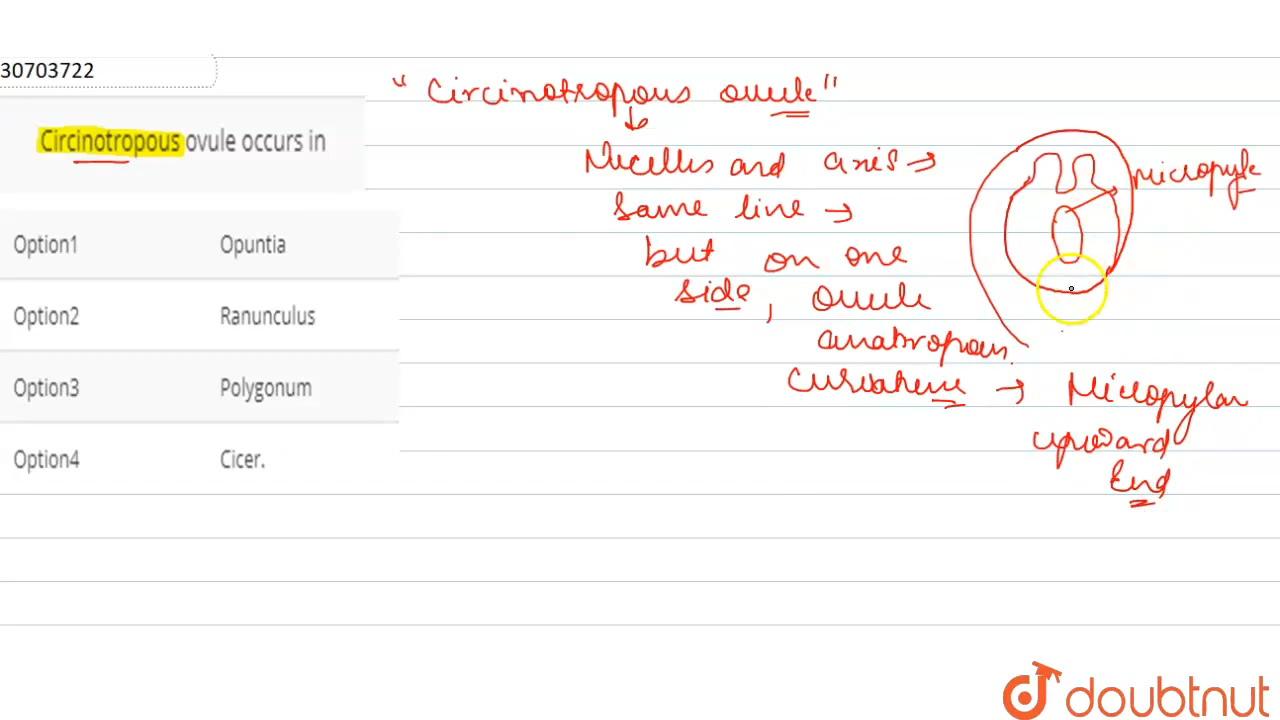 30703722
Circinotropous ovule occurs in
Option1 Opuntia
Option2 Ranunculus
Option3 Polygonum
Option4 Cicer.
"Circinotropous ovule"
Nucellus and axis →
same line →
but on one
side, ovule
anatropous.
curvature → Micropylar
upward
End
Micropyle
doubtnut